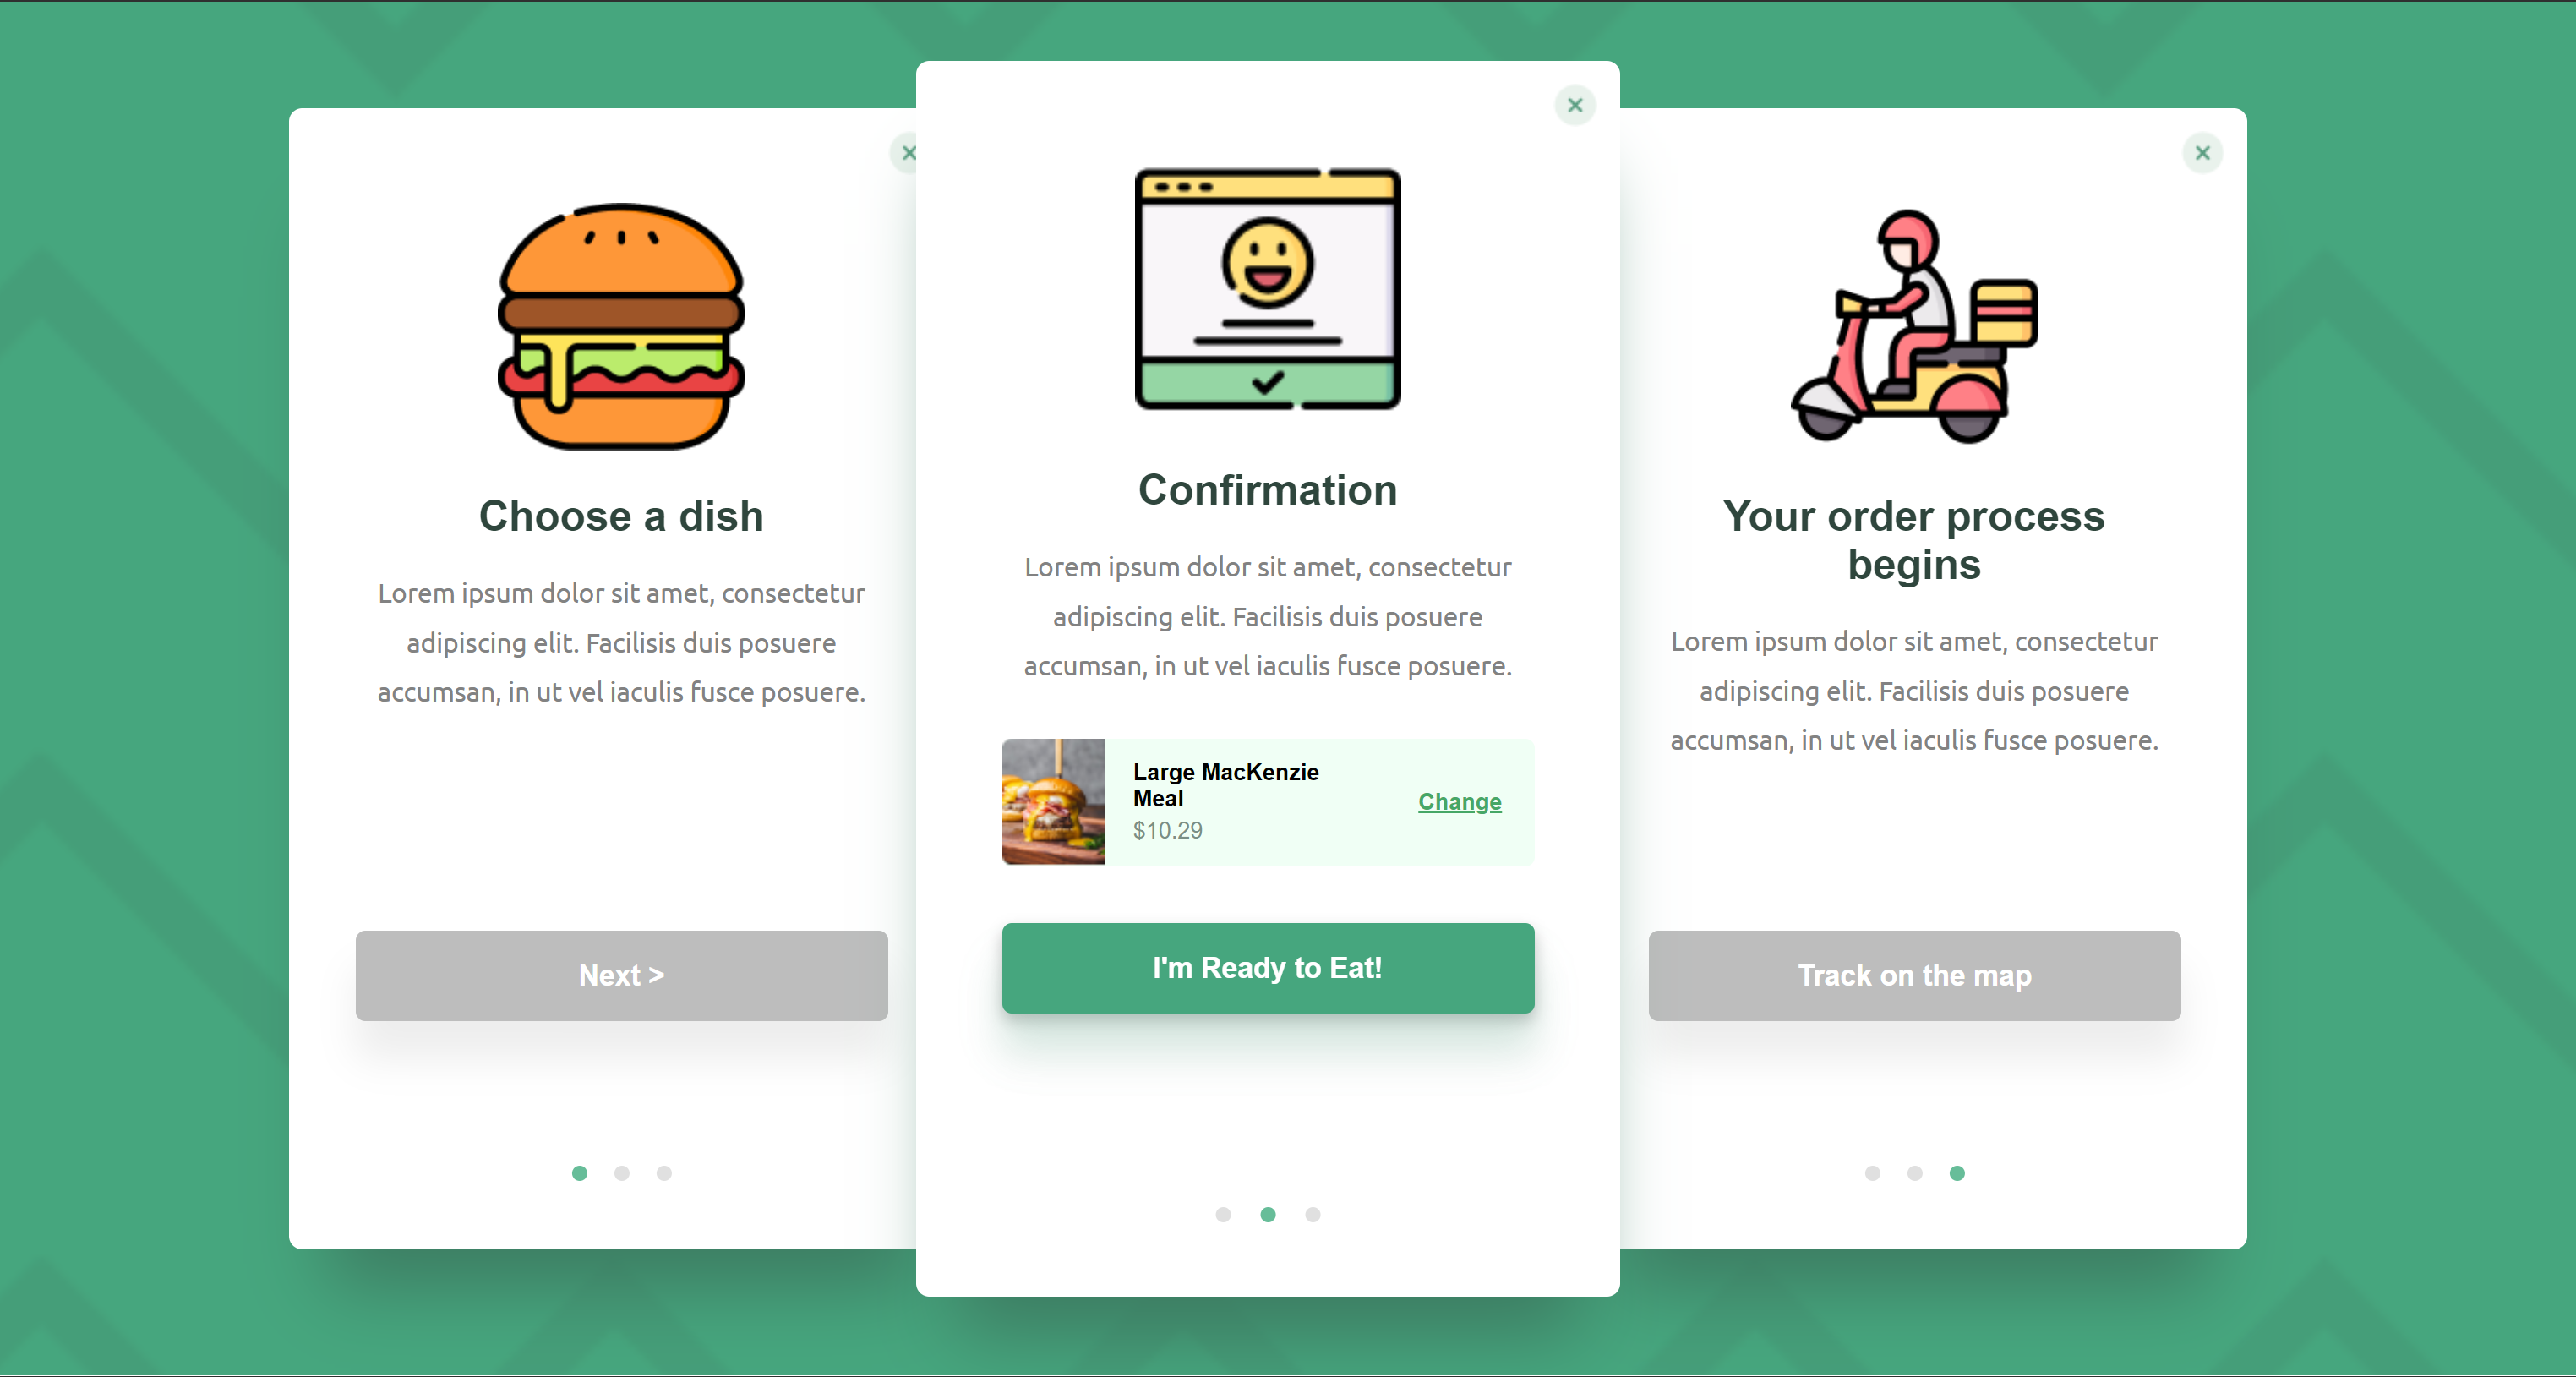 Choose a dish
Lorem ipsum dolor sit amet, consectetur
adipiscing elit. Facilisis duis posuere
accumsan, in ut vel iaculis fusce posuere.
Next >
Confirmation
Lorem ipsum dolor sit amet, consectetur
adipiscing elit. Facilisis duis posuere
accumsan, in ut vel iaculis fusce posuere.
Large MacKenzie
Meal
$10.29
Change
I'm Ready to Eat!
Your order process
begins
Lorem ipsum dolor sit amet, consectetur
adipiscing elit. Facilisis duis posuere
accumsan, in ut vel iaculis fusce posuere.
Track on the map